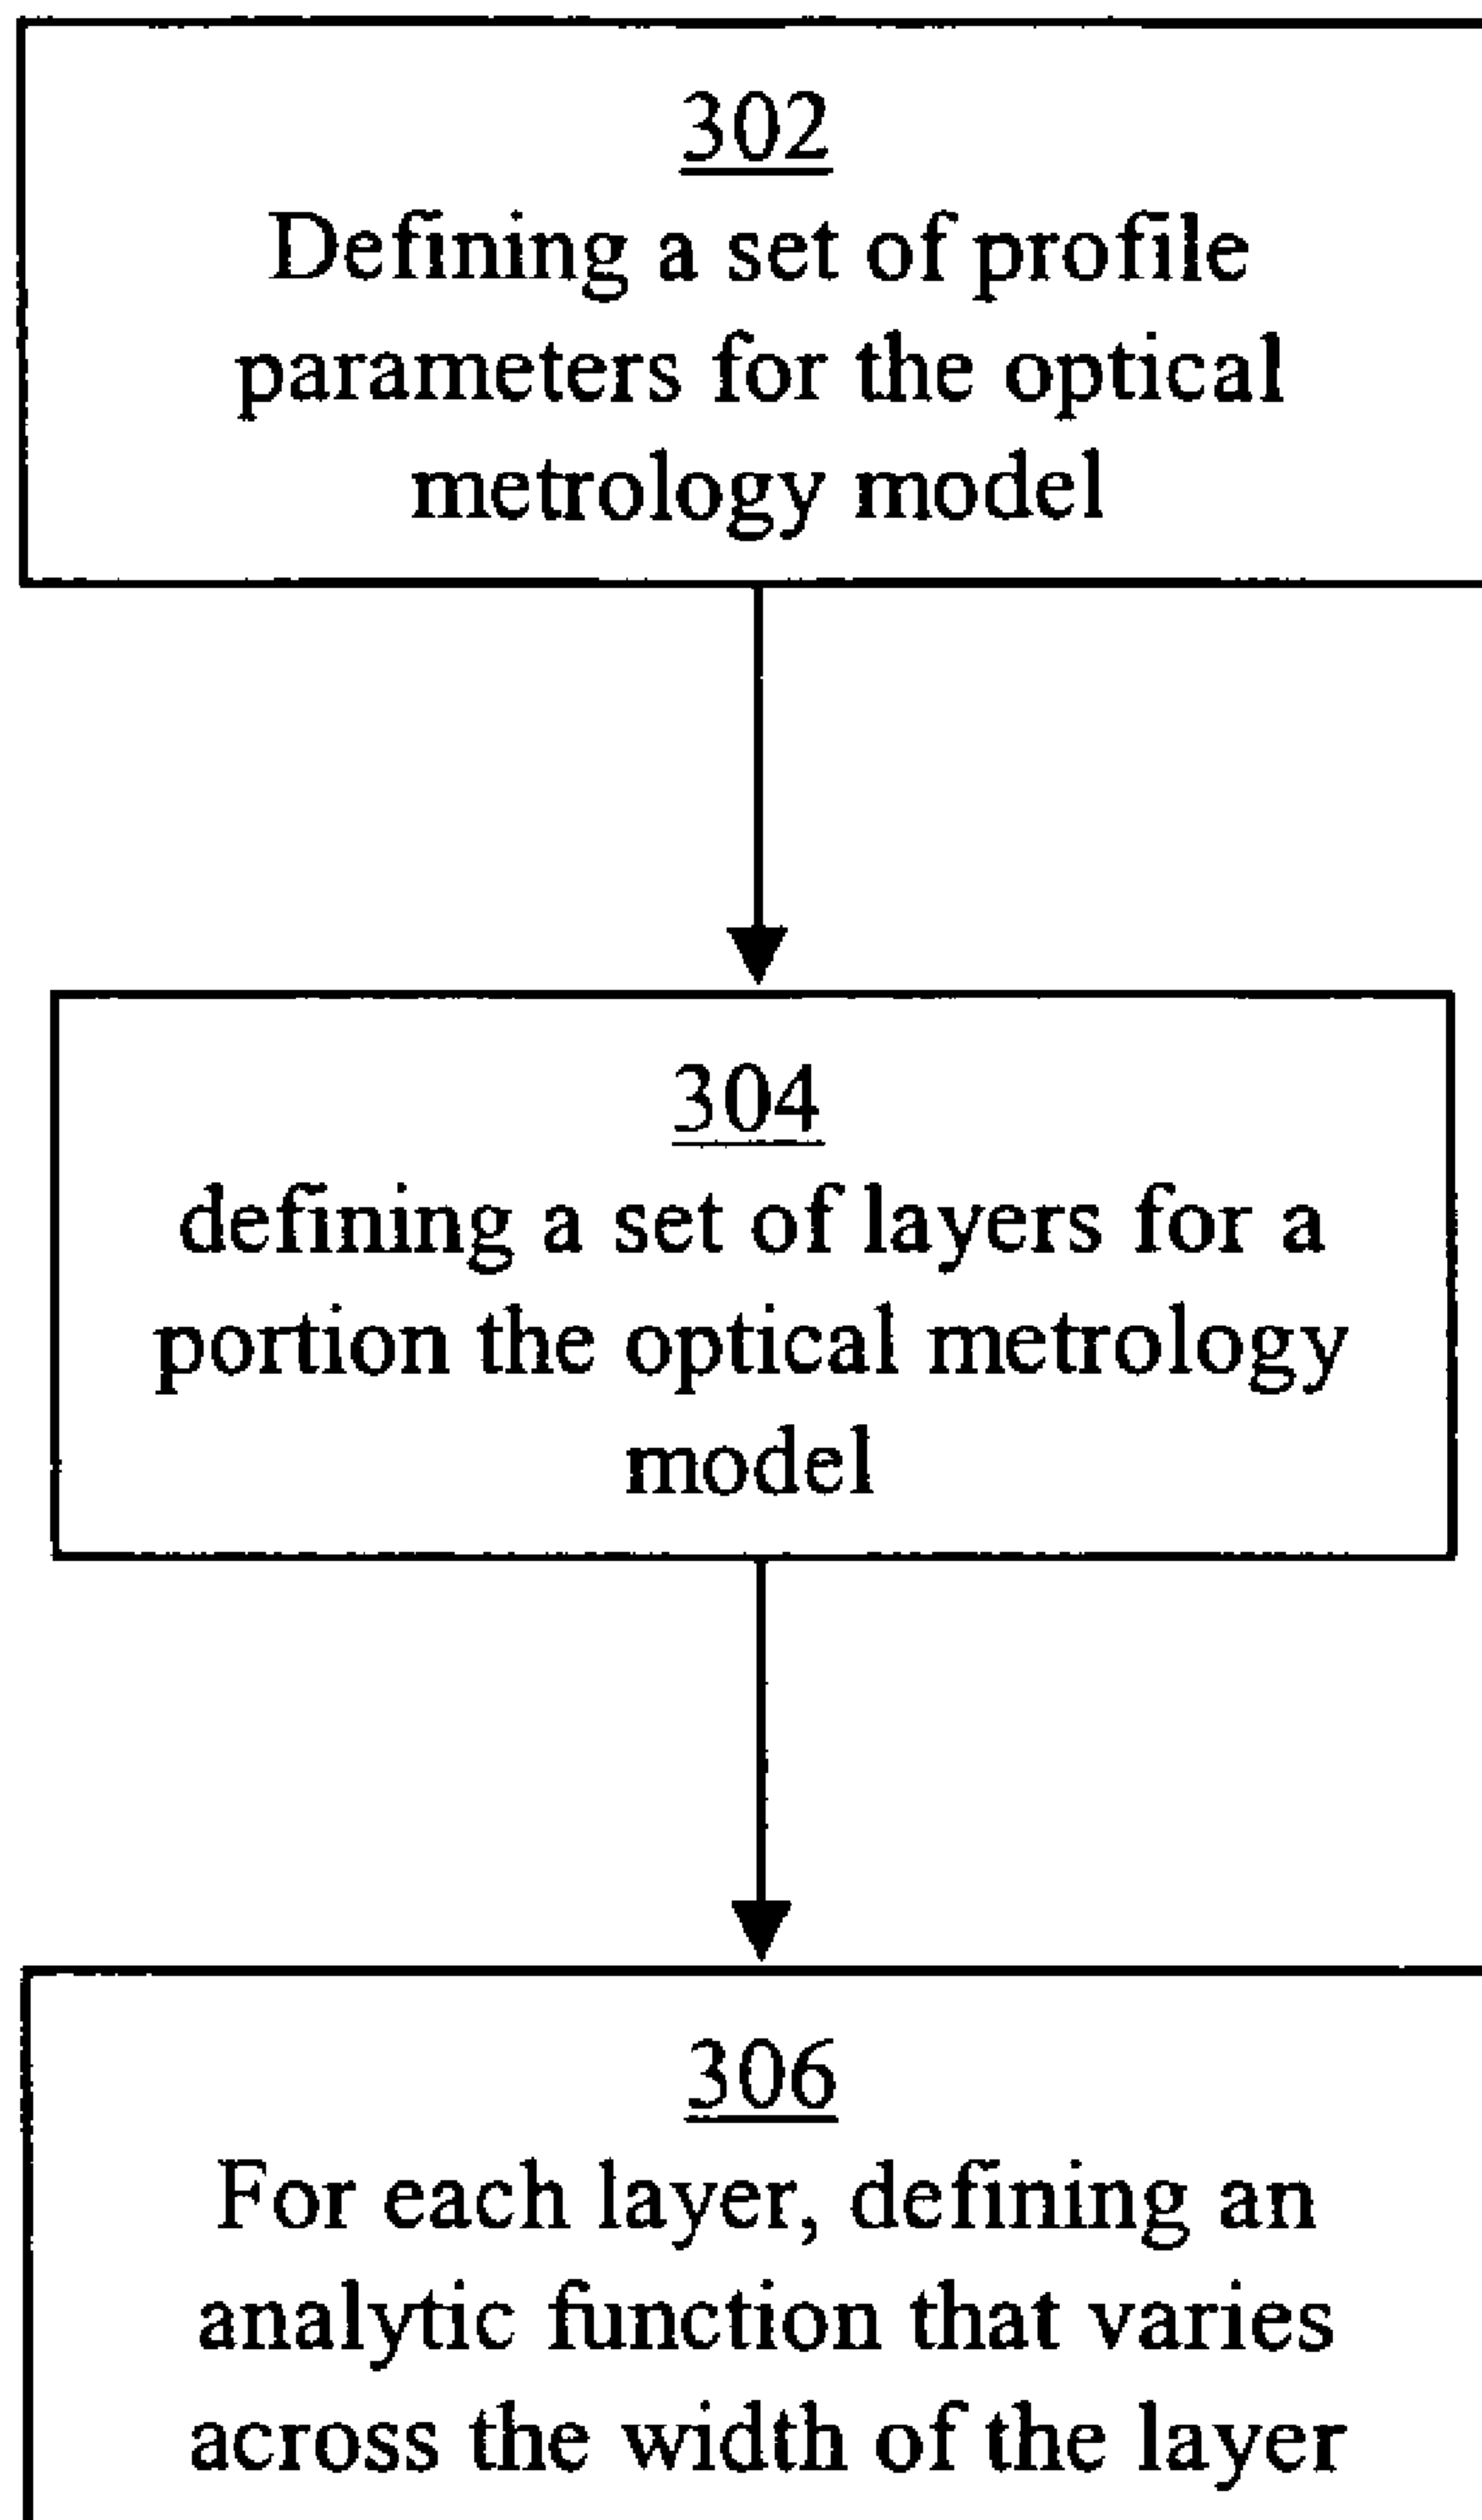 302
Defining a set of profile
parameters for the optical
metrology model
304
defining a set of layers for a
portion the optical metrology
model
306
For each layer, defining an
analytic function that varies
across the width of the layer